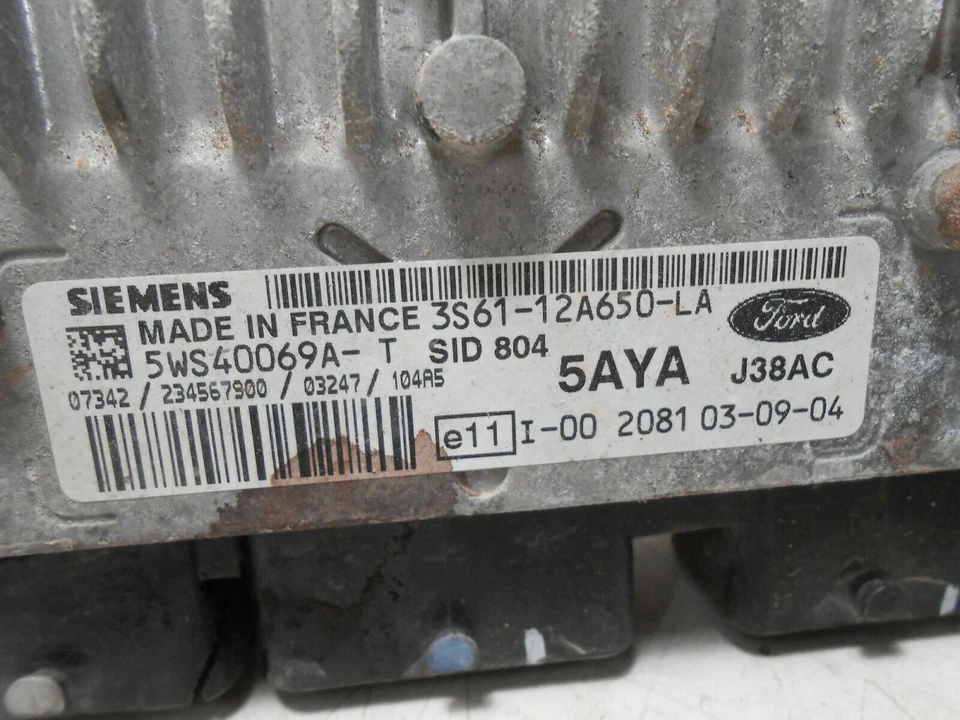 SIEMENS
MADE IN FRANCE 3S61-12A650-LA Ford
5WS40069A- T SID 804 5AYA J38AC
07342 / 234567900 / 03247 / 104A5
e11 I-00 2081 03-09-04